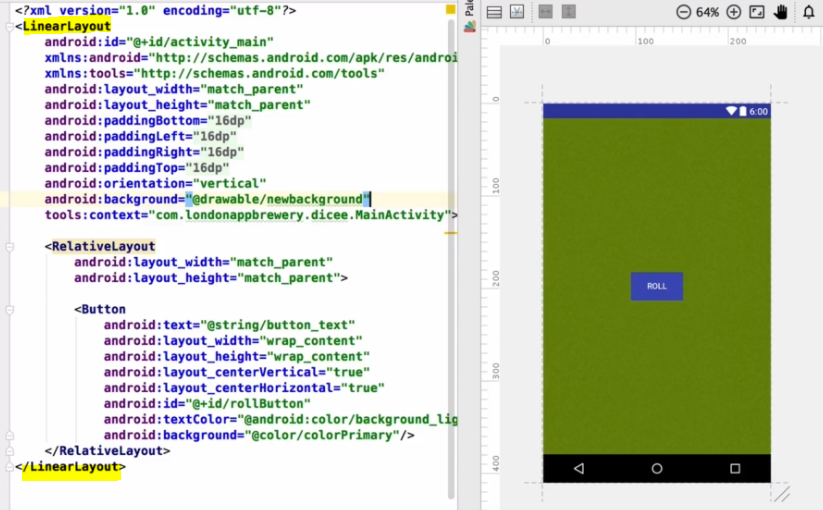 <?xml version="1.0" encoding="utf-8"?>
<LinearLayout
android:id="@+id/activity_main"
xmlns:android="http://schemas.android.com/apk/res/androi
xmlns:tools="http://schemas.android.com/tools"
android:layout_width="match_parent"
android:layout_height="match_parent"
android:paddingBottom="16dp"
android:paddingLeft="16dp"
android:paddingRight="16dp"
android:paddingTop="16dp"
android:orientation="vertical"
android:background="@drawable/newbackground"
tools:context="com.londonappbrewery.dicee.MainActivity">
<RelativeLayout
android:layout_width="match_parent"
android:layout_height="match_parent">
<Button
android:text="@string/button_text"
android:layout_width="wrap_content"
android:layout_height="wrap_content"
android:layout_centerVertical="true"
android:layout_centerHorizontal="true"
android:id="@+id/rollButton"
android:textColor="@android:color/background_lig
android:background="@color/colorPrimary"/>
</RelativeLayout>
</LinearLayout>
Pale
64%
0
100
200
0
100
200
300
400
6:00
ROLL